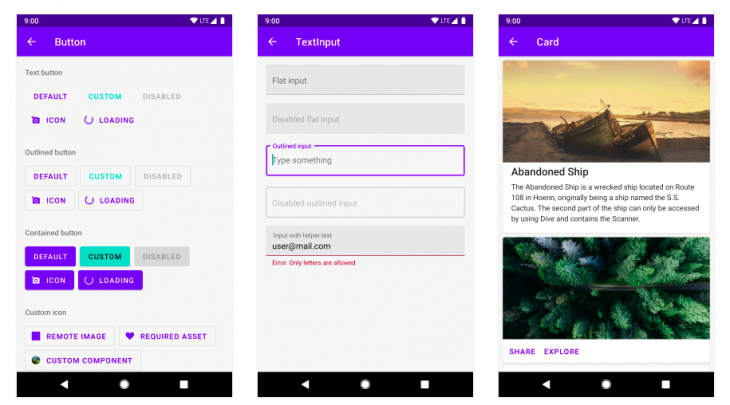 9:00
LTE
Button
Text button
DEFAULT CUSTOM DISABLED
ICON LOADING
Outlined button
DEFAULT CUSTOM DISABLED
ICON LOADING
Contained button
DEFAULT CUSTOM DISABLED
ICON LOADING
Custom icon
REMOTE IMAGE REQUIRED ASSET
CUSTOM COMPONENT
9:00
LTE
TextInput
Flat input
Disabled flat input
Outlined input
Type something
Disabled outlined input
Input with helper text
user@mail.com
Error: Only letters are allowed
9:00
LTE
Card
Abandoned Ship
The Abandoned Ship is a wrecked ship located on Route
108 in Hoenn, originally being a ship named the S.S.
Cactus. The second part of the ship can only be accessed
by using Dive and contains the Scanner.
SHARE EXPLORE